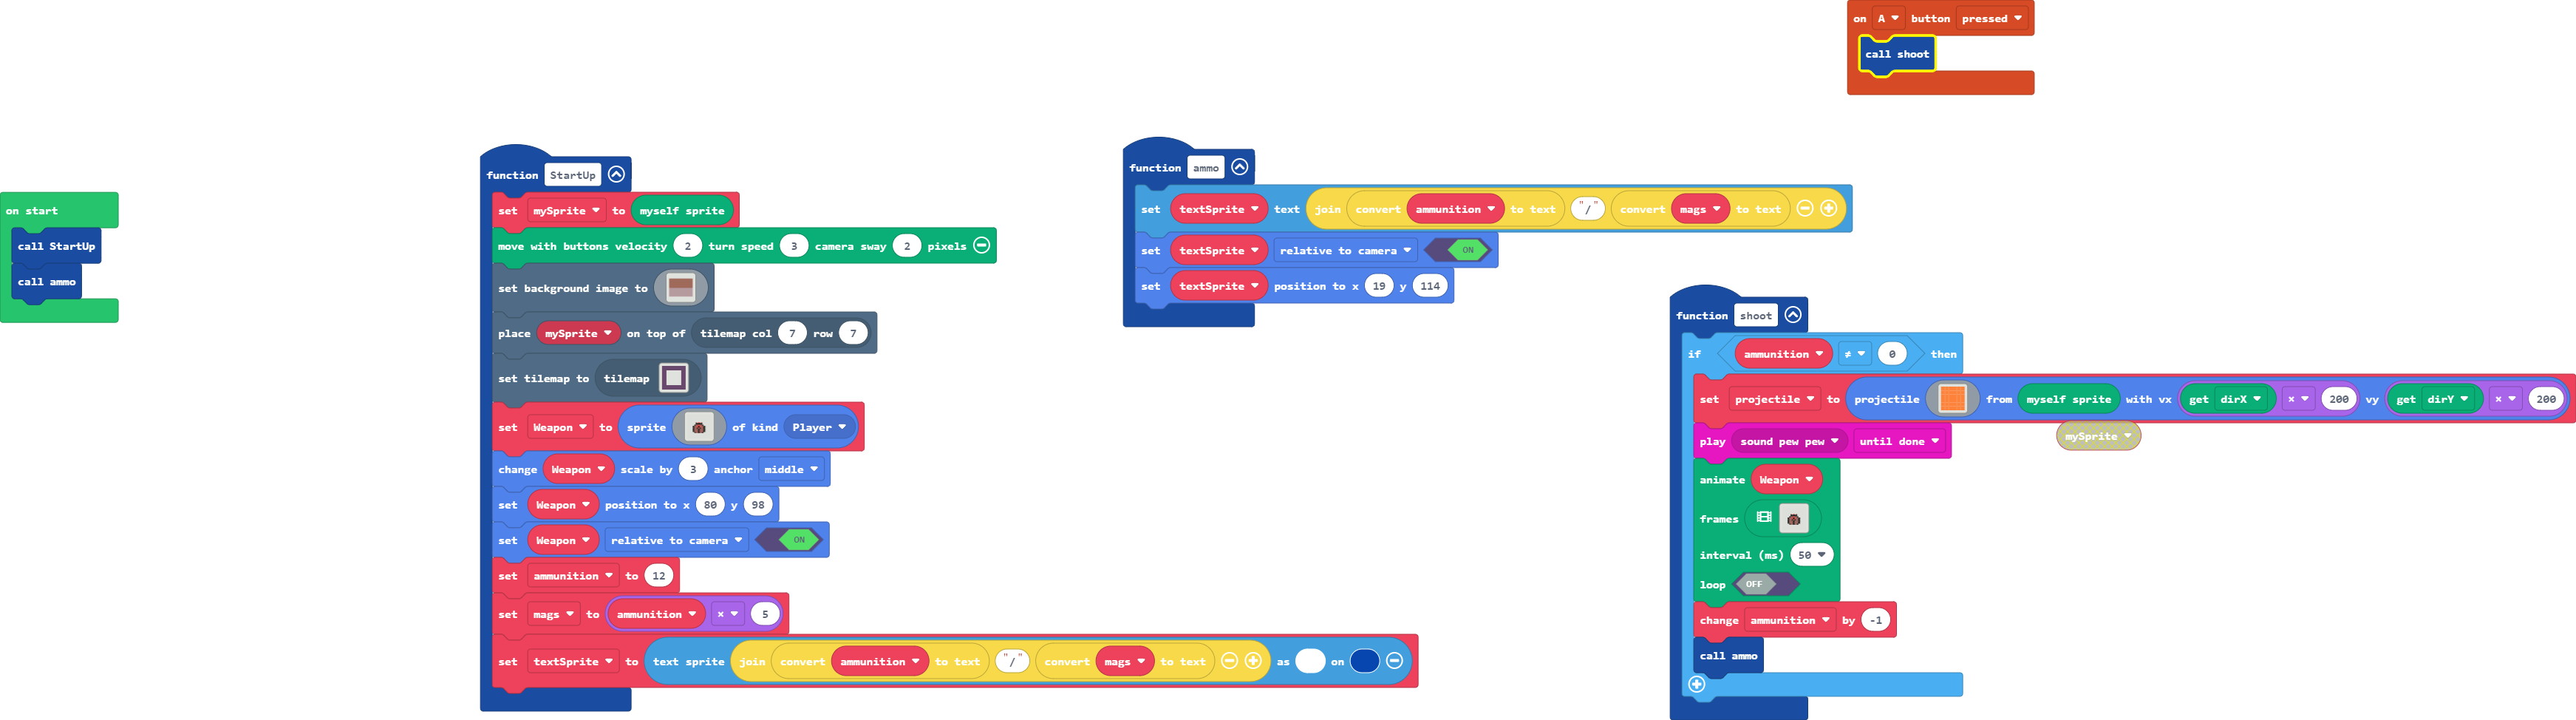 on start
call StartUp
call ammo
function StartUp
set mySprite to myself sprite
move with buttons velocity 2 turn speed 3 camera sway 2 pixels
set background image to
place mySprite on top of tilemap col 7 row 7
set tilemap to tilemap
set Weapon to sprite of kind Player
change Weapon scale by 3 anchor middle
set Weapon position to x 80 y 98
set Weapon relative to camera ON
set ammunition to 12
set mags to ammunition × 5
set textSprite to text sprite join convert ammunition to text "/" convert mags to text as on
function ammo
set textSprite text join convert ammunition to text "/" convert mags to text
set textSprite relative to camera ON
set textSprite position to x 19 y 114
on A button pressed
call shoot
function shoot
if ammunition ≠ 0 then
set projectile to projectile from myself sprite with vx get dirX × 200 vy get dirY × 200
mySprite
play sound pew pew until done
animate Weapon
frames
interval (ms) 50
loop OFF
change ammunition by -1
call ammo